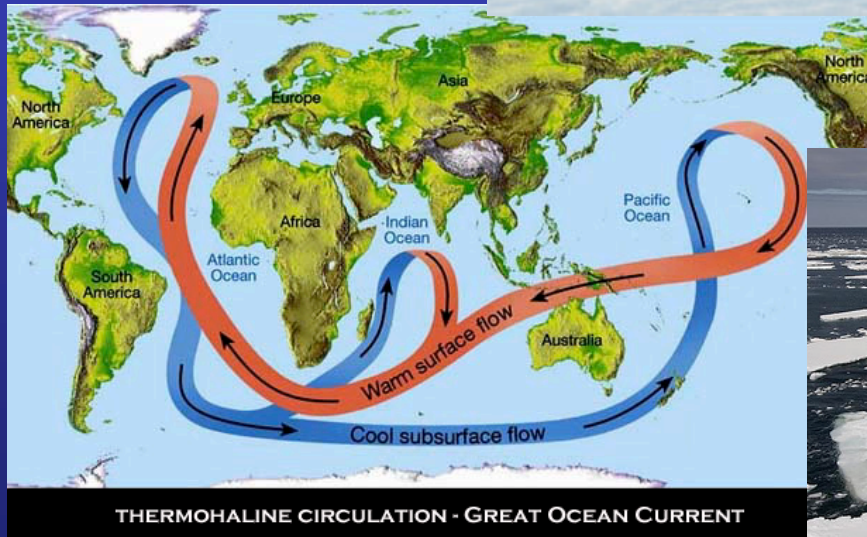 North
America
Europe
Asia
North
America
Pacific
Ocean
Africa
Indian
Ocean
Atlantic
Ocean
South
America
Australia
Warm surface flow
Cool subsurface flow
THERMOHALINE CIRCULATION - GREAT OCEAN CURRENT